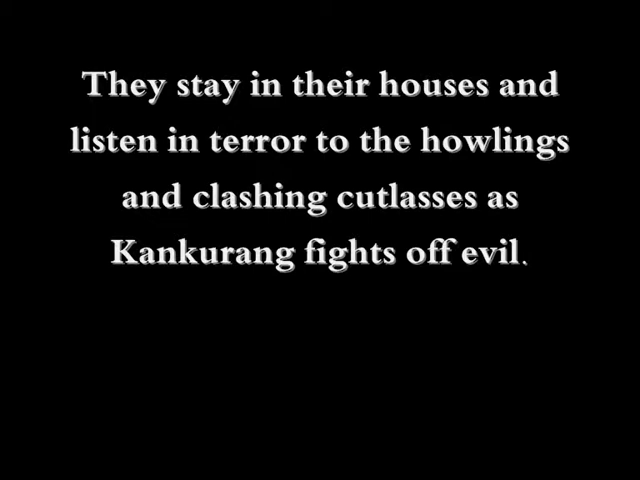 They stay in their houses and
listen in terror to the howlings
and clashing cutlasses as
Kankurang fights off evil.